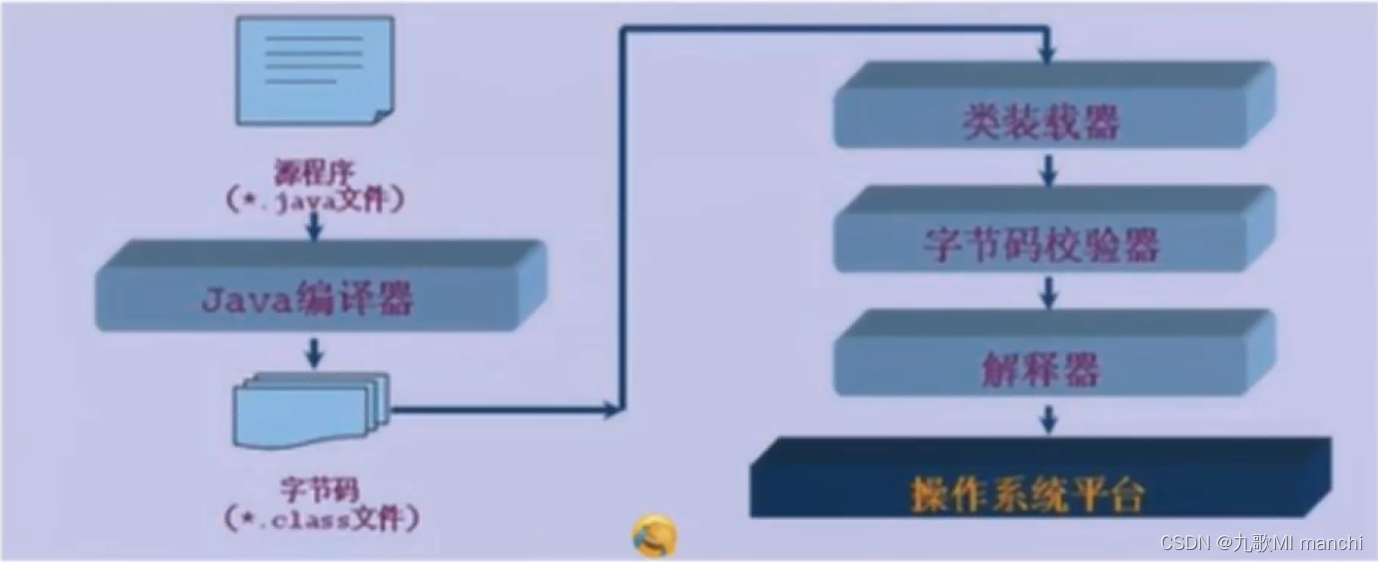 源程序
(*.java文件)
Java编译器
字节码
(*.class文件)
类装载器
字节码校验器
解释器
操作系统平台
CSDN @九歌MI manchi